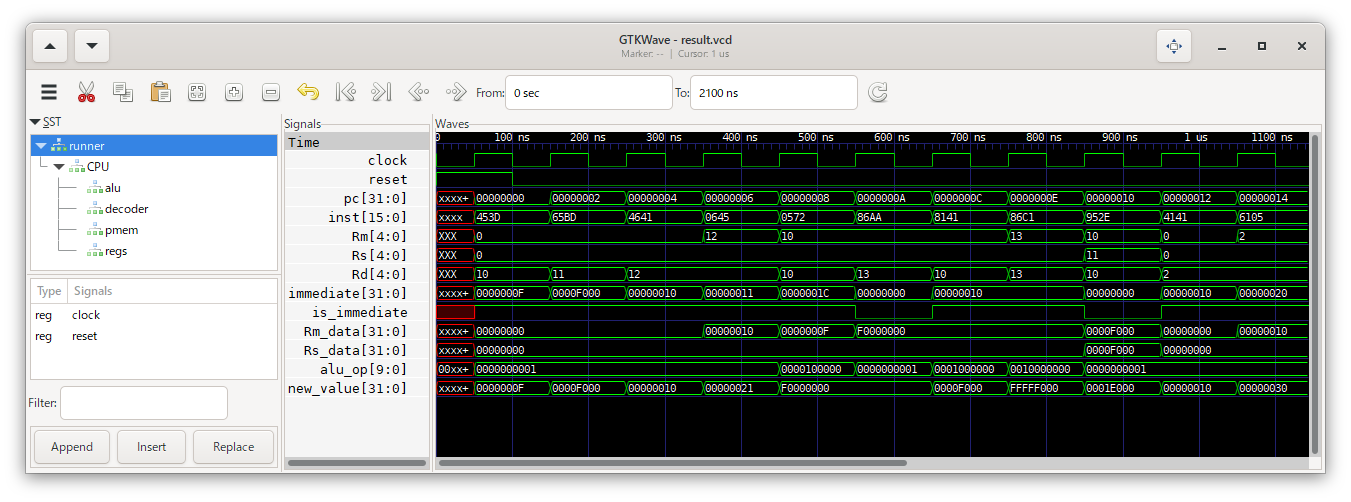 GTKWave - result.vcd
Marker: -- | Cursor: 1 us
From: 0 sec To: 2100 ns
SST
runner
CPU
alu
decoder
pmem
regs
Type Signals
reg clock
reg reset
Filter:
Append Insert Replace
Signals
Time
clock
reset
pc[31:0]
inst[15:0]
Rm[4:0]
Rs[4:0]
Rd[4:0]
immediate[31:0]
is_immediate
Rm_data[31:0]
Rs_data[31:0]
alu_op[9:0]
new_value[31:0]
Waves
0 100 ns 200 ns 300 ns 400 ns 500 ns 600 ns 700 ns 800 ns 900 ns 1 us 1100 ns
xxxx+ 00000000 00000002 00000004 00000006 00000008 0000000A 0000000C 0000000E 00000010 00000012 00000014
xxxx 453D 65BD 4641 0645 0572 86AA 8141 86C1 952E 4141 6105
XXX 0 12 10 13 10 0 2
XXX 0 11 0
XXX 10 11 12 10 13 10 13 10 2
xxxx+ 0000000F 0000F000 00000010 00000011 0000001C 00000000 00000010 00000000 00000010 00000020
xxxx+ 00000000 00000010 0000000F F0000000 0000F000 00000000 00000010
xxxx+ 00000000 0000F000 00000000
00xx+ 0000000001 0000100000 0000000001 0001000000 0010000000 0000000001
xxxx+ 0000000F 0000F000 00000010 00000021 F0000000 0000F000 FFFFF000 0001E000 00000010 00000030